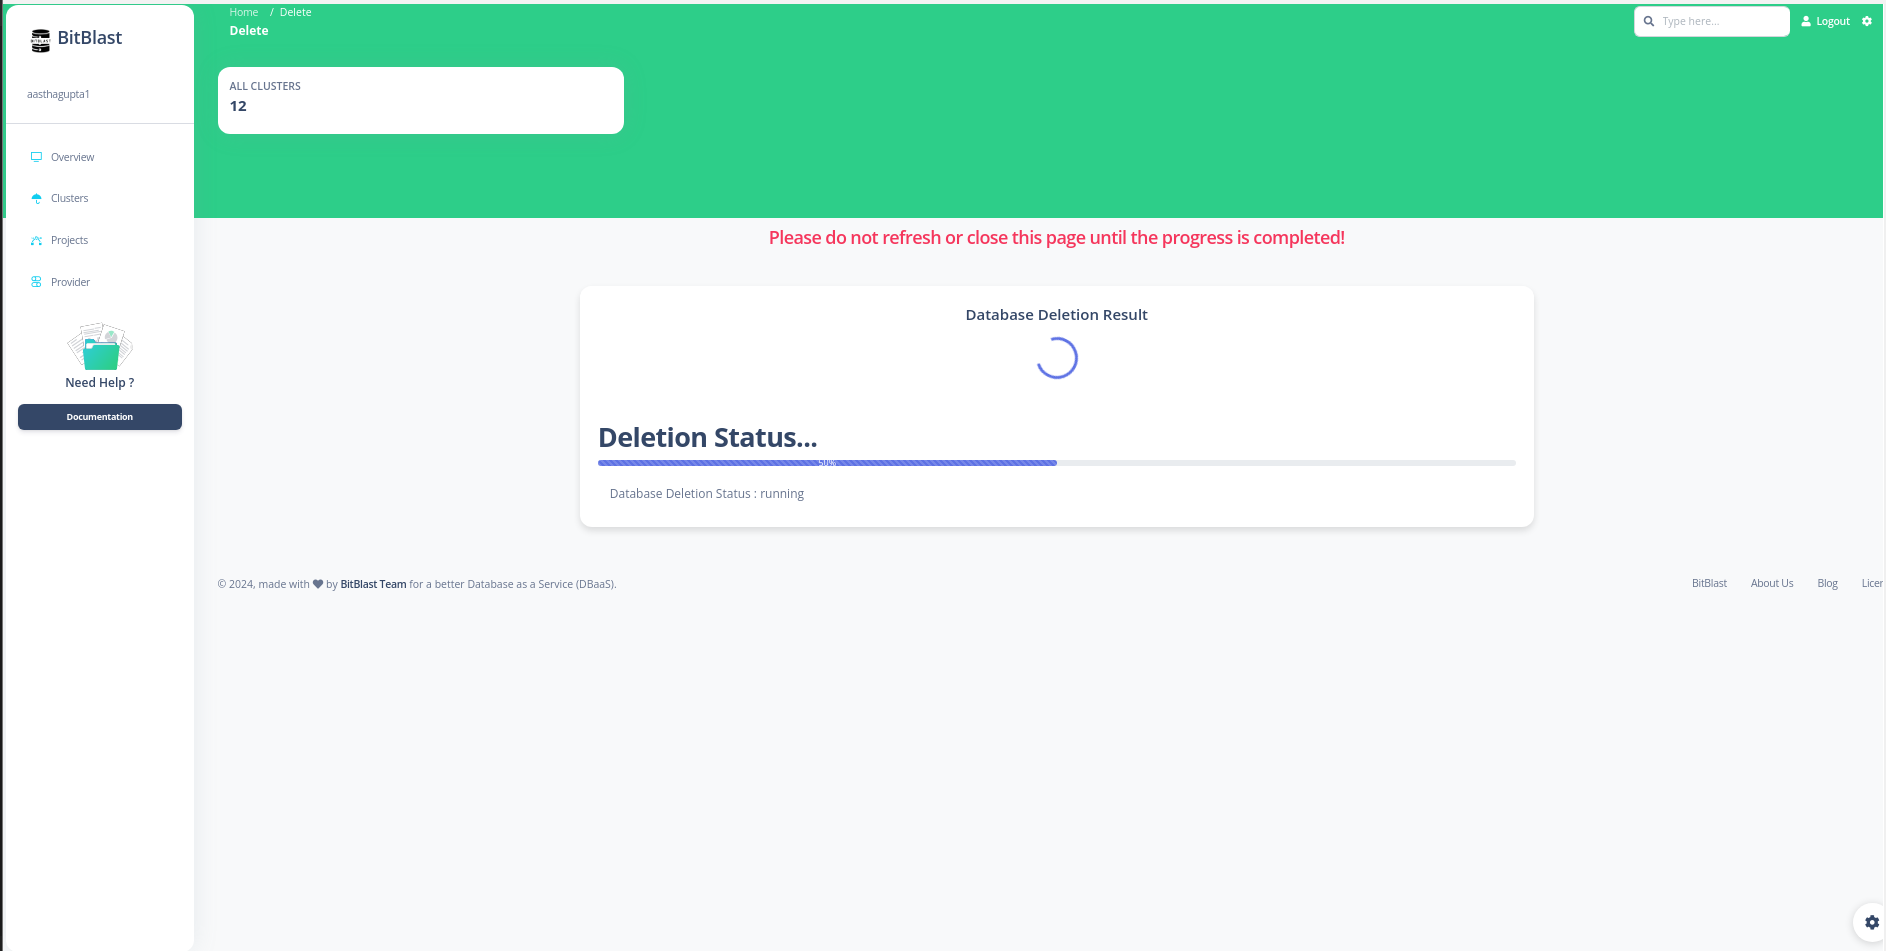 BitBlast
aasthagupta1
Overview
Clusters
Projects
Provider
Need Help ?
Documentation
Home / Delete
Delete
Type here...
Logout
ALL CLUSTERS
12
Please do not refresh or close this page until the progress is completed!
Database Deletion Result
Deletion Status...
50%
Database Deletion Status : running
© 2024, made with by BitBlast Team for a better Database as a Service (DBaaS).
BitBlast About Us Blog Licen